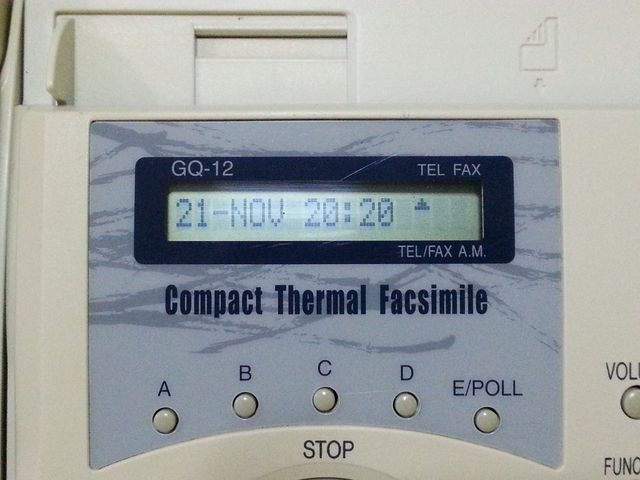 GQ-12 TEL FAX
21-NOV 20:20
TEL/FAX A.M.
Compact Thermal Facsimile
A B C D E/POLL
STOP